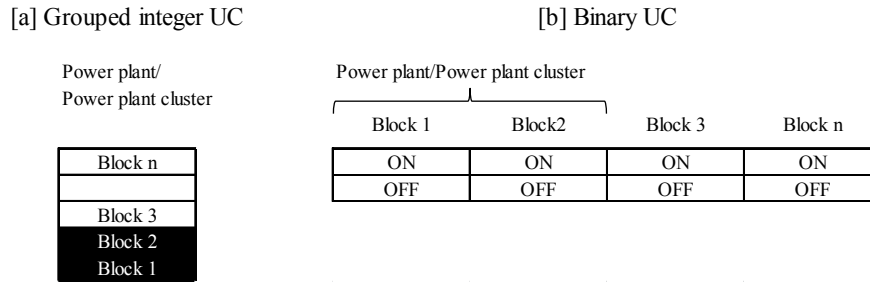 [a] Grouped integer UC
[b] Binary UC
Power plant/
Power plant cluster
Block n
Block 3
Block 2
Block 1
Power plant/Power plant cluster
Block 1 Block2 Block 3 Block n
ON ON ON ON
OFF OFF OFF OFF